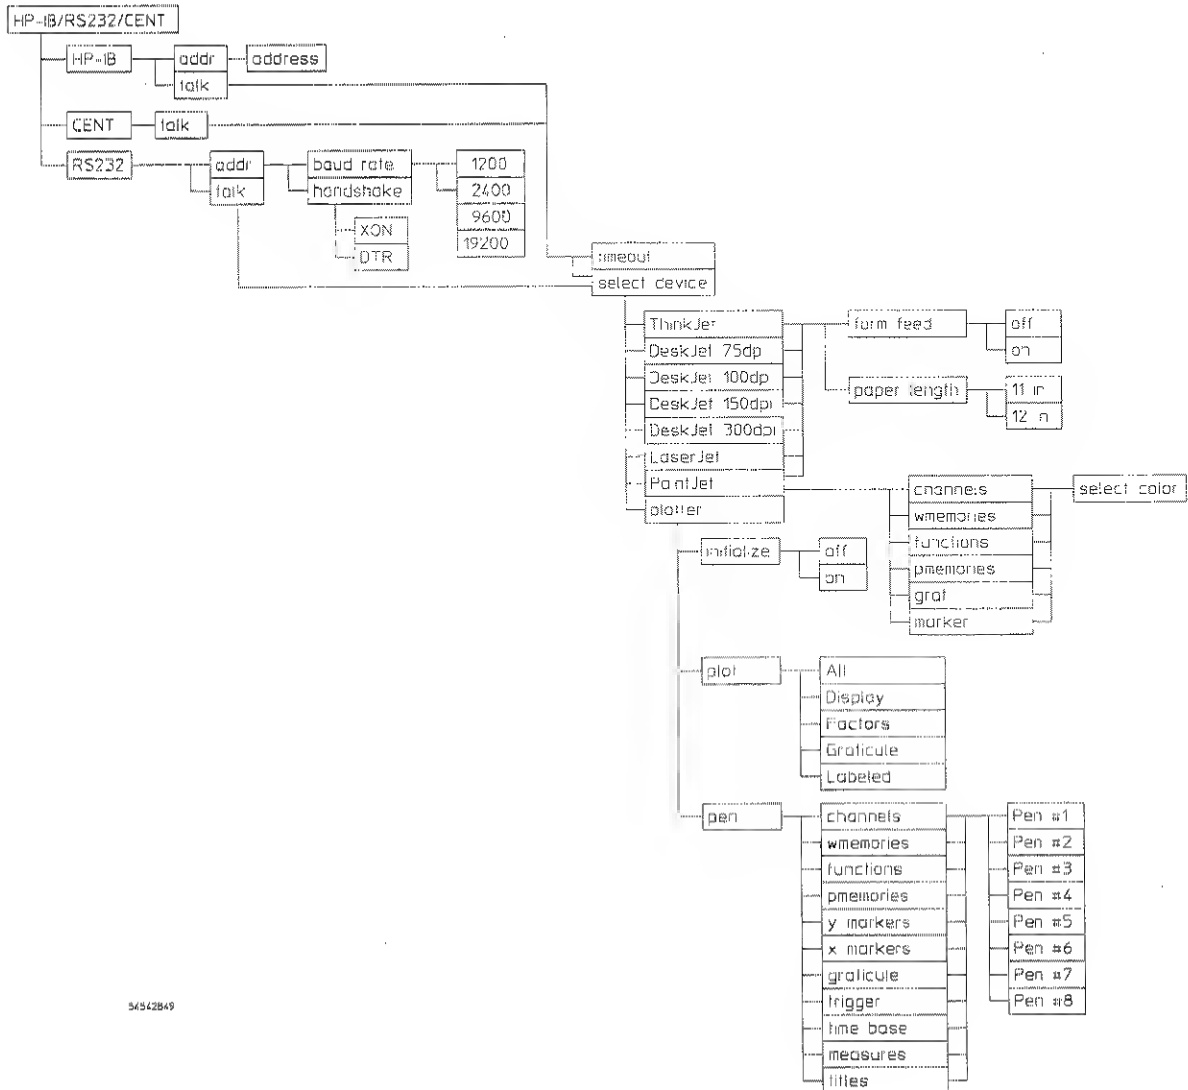 HP-IB/RS232/CENT
HP-IB
addr
address
talk
CENT
talk
RS232
addr
baud rate
1200
talk
handshake
2400
9600
XON
19200
DTR
timeout
select device
ThinkJet
form feed
off
DeskJet 75dp
on
DeskJet 100dp
paper length
11 in
DeskJet 150dpi
12 in
DeskJet 300dpi
LaserJet
PaintJet
channels
select color
plotter
wmemories
initialize
off
functions
on
pmemories
grat
marker
plot
All
Display
Factors
Graticule
Labeled
pen
channels
Pen #1
wmemories
Pen #2
functions
Pen #3
pmemories
Pen #4
y markers
Pen #5
x markers
Pen #6
graticule
Pen #7
trigger
Pen #8
time base
measures
titles
54542B49